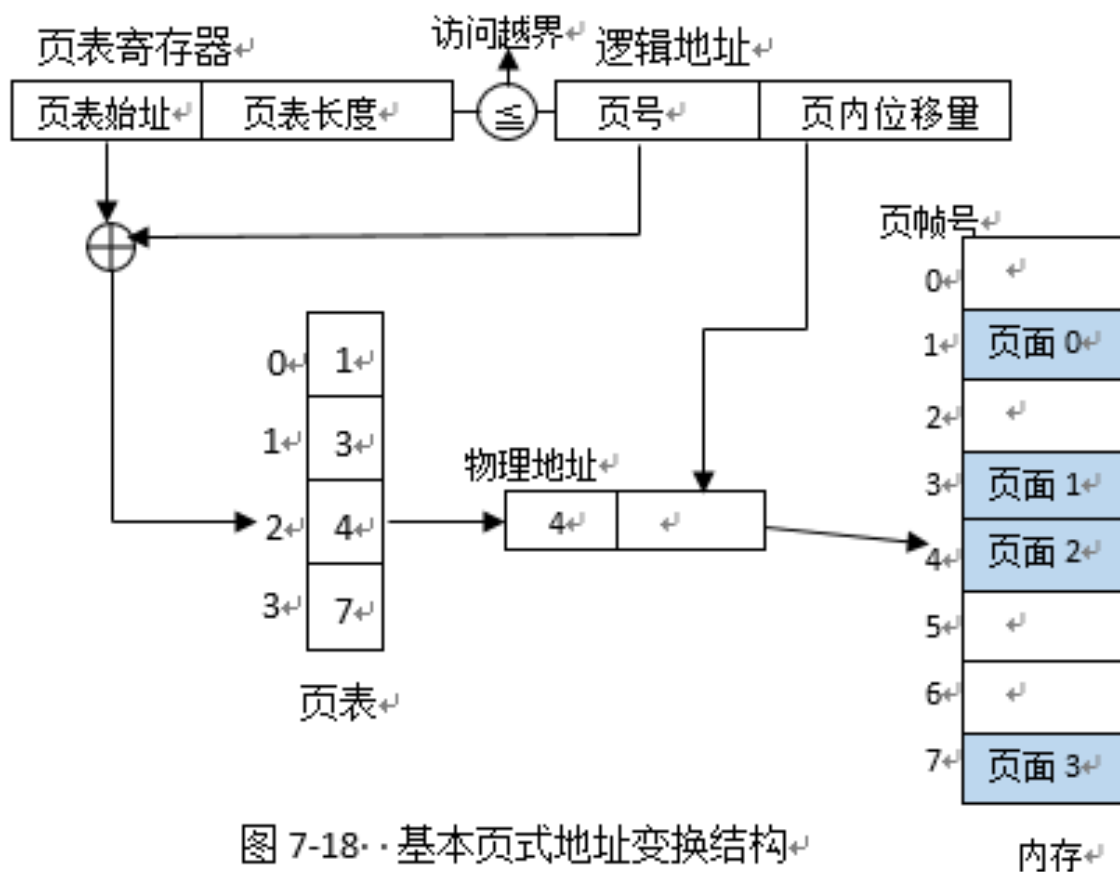 访问越界
页表寄存器
逻辑地址
页表始址 页表长度 ≦ 页号 页内位移量
页帧号
0
1 页面 0
2
3 页面 1
4 页面 2
5
6
7 页面 3
内存
0 1
1 3
2 4
3 7
页表
物理地址
4
图 7-18·· 基本页式地址变换结构